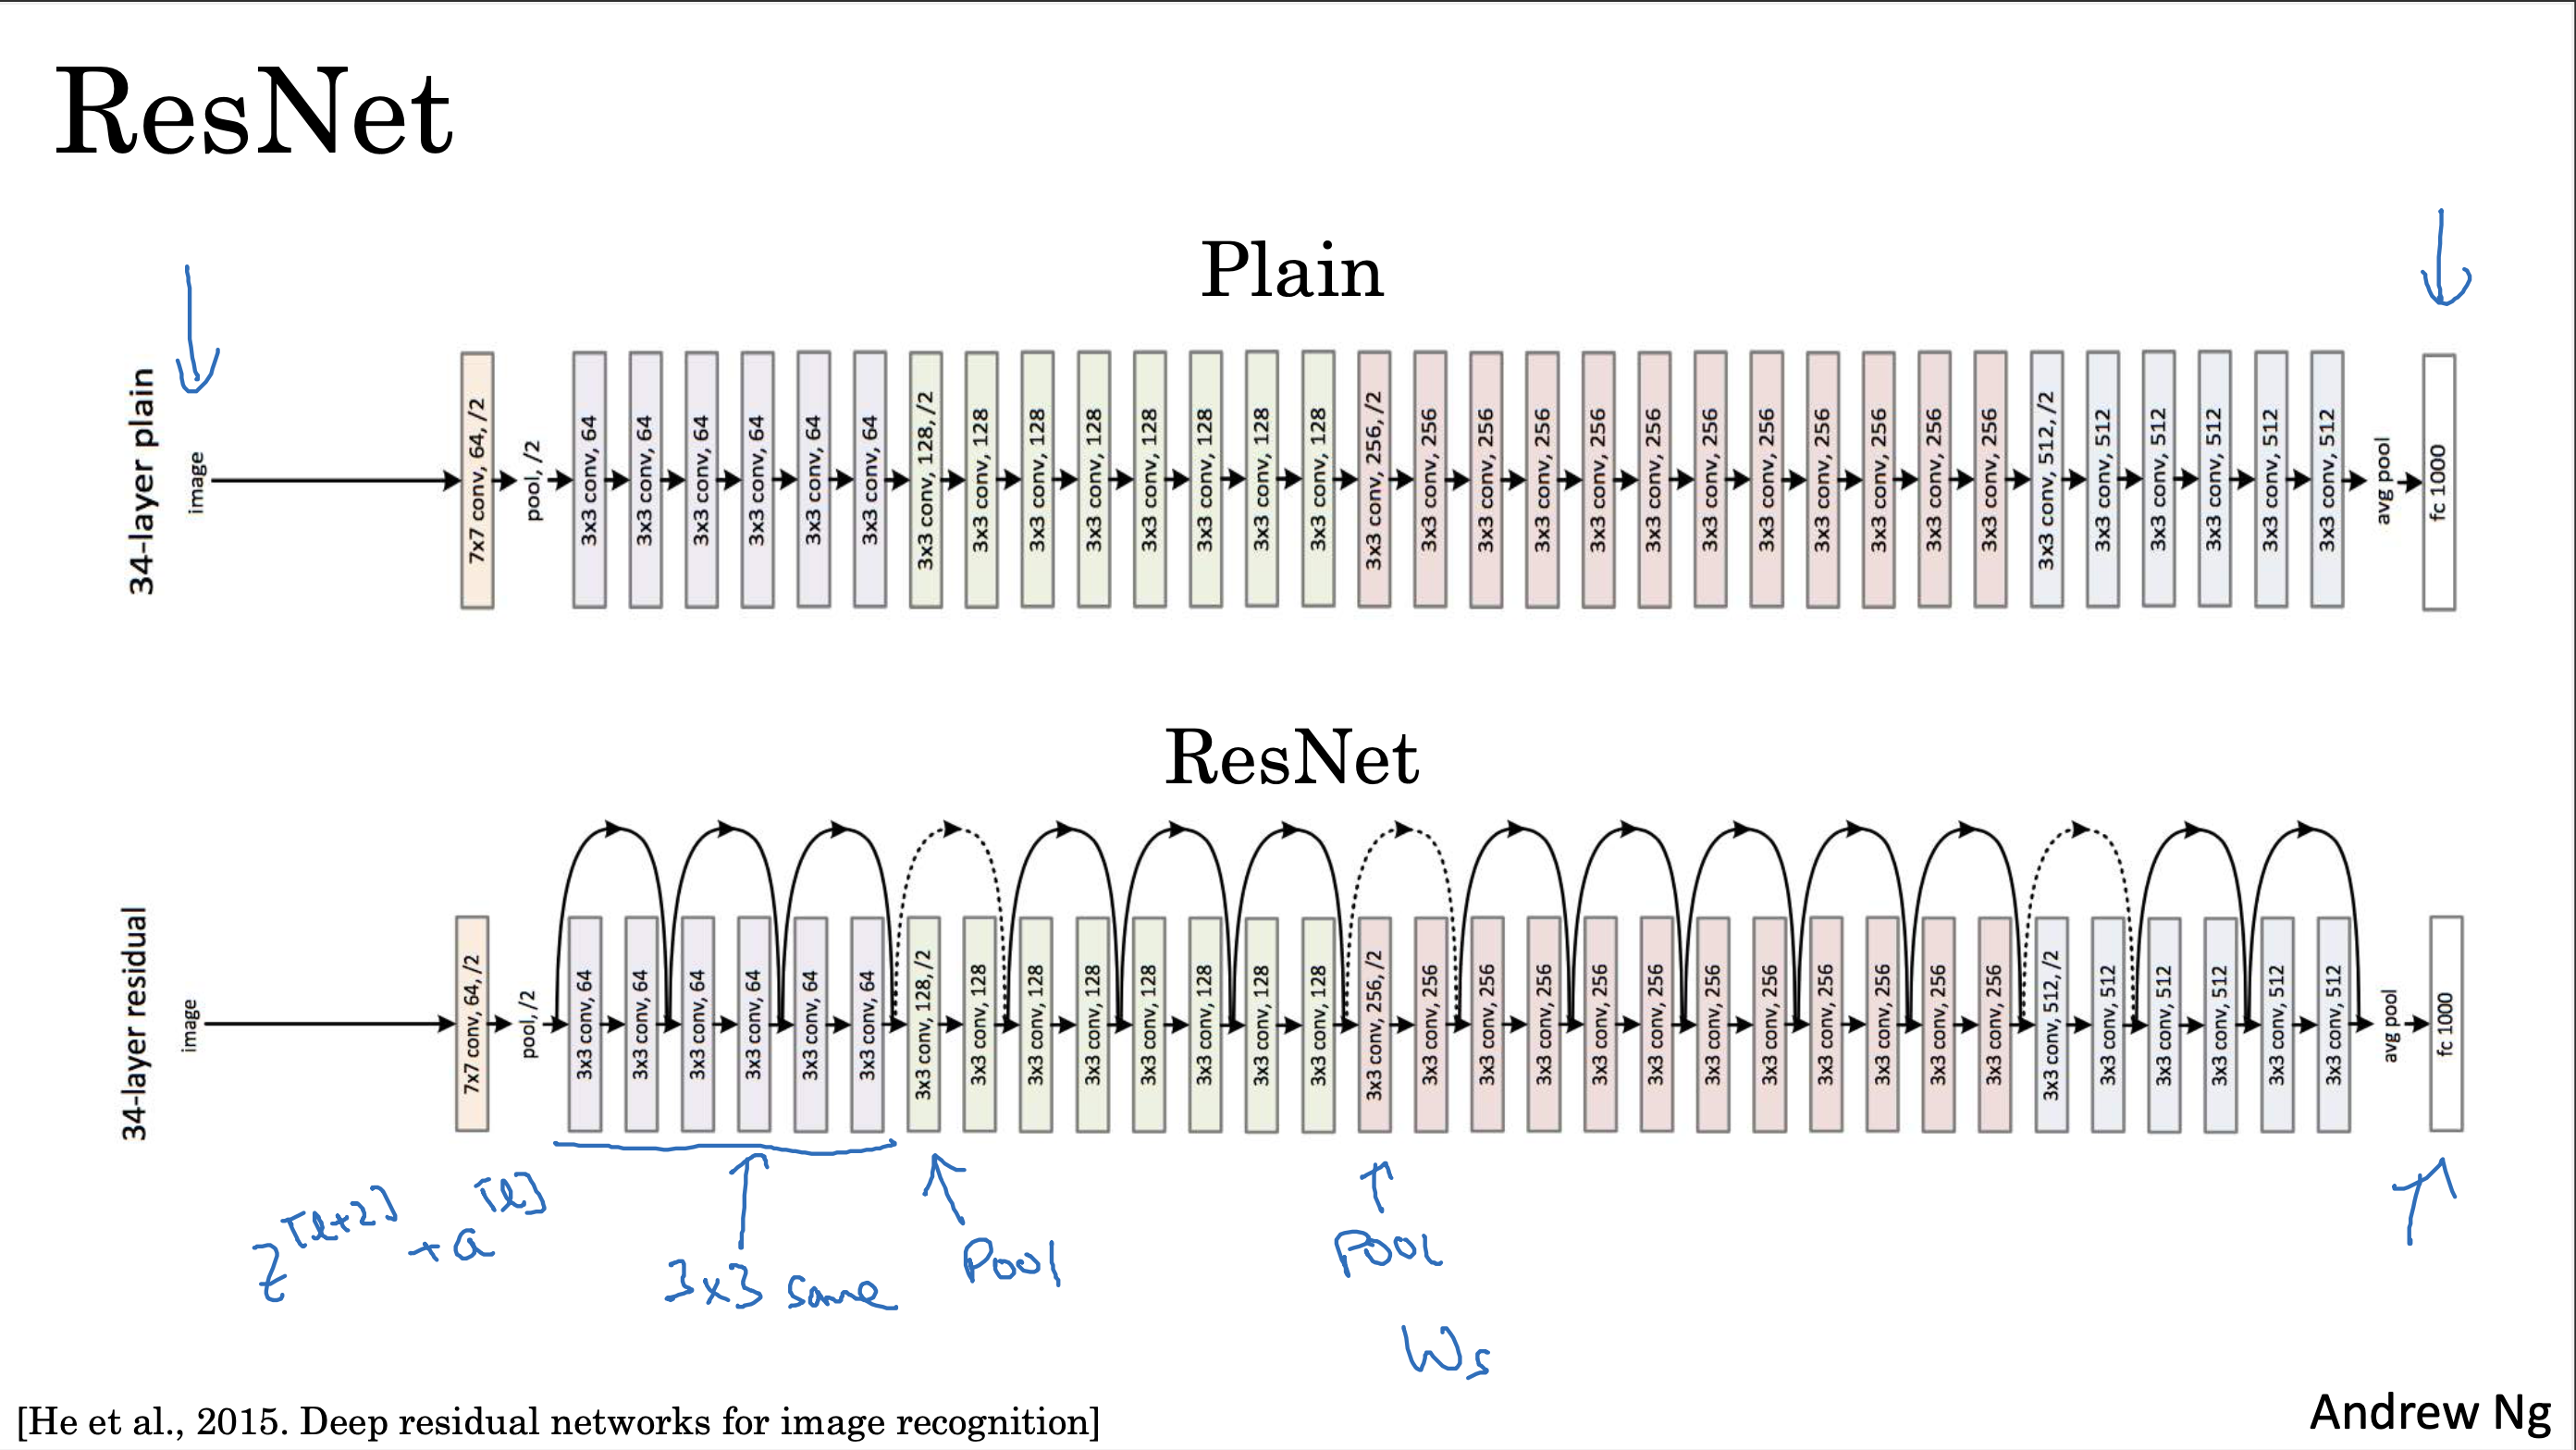 ResNet
Plain
34-layer plain
image
7x7 conv, 64, /2
pool, /2
3x3 conv, 64
3x3 conv, 64
3x3 conv, 64
3x3 conv, 64
3x3 conv, 64
3x3 conv, 64
3x3 conv, 128, /2
3x3 conv, 128
3x3 conv, 128
3x3 conv, 128
3x3 conv, 128
3x3 conv, 128
3x3 conv, 128
3x3 conv, 128
3x3 conv, 256, /2
3x3 conv, 256
3x3 conv, 256
3x3 conv, 256
3x3 conv, 256
3x3 conv, 256
3x3 conv, 256
3x3 conv, 256
3x3 conv, 256
3x3 conv, 256
3x3 conv, 256
3x3 conv, 256
3x3 conv, 512, /2
3x3 conv, 512
3x3 conv, 512
3x3 conv, 512
3x3 conv, 512
3x3 conv, 512
avg pool
fc 1000
ResNet
34-layer residual
image
7x7 conv, 64, /2
pool, /2
3x3 conv, 64
3x3 conv, 64
3x3 conv, 64
3x3 conv, 64
3x3 conv, 64
3x3 conv, 64
3x3 conv, 128, /2
3x3 conv, 128
3x3 conv, 128
3x3 conv, 128
3x3 conv, 128
3x3 conv, 128
3x3 conv, 128
3x3 conv, 128
3x3 conv, 256, /2
3x3 conv, 256
3x3 conv, 256
3x3 conv, 256
3x3 conv, 256
3x3 conv, 256
3x3 conv, 256
3x3 conv, 256
3x3 conv, 256
3x3 conv, 256
3x3 conv, 256
3x3 conv, 256
3x3 conv, 512, /2
3x3 conv, 512
3x3 conv, 512
3x3 conv, 512
3x3 conv, 512
3x3 conv, 512
avg pool
fc 1000
z[l+2] + a[l]
3x3 same
Pool
Pool
Ws
[He et al., 2015. Deep residual networks for image recognition]
Andrew Ng